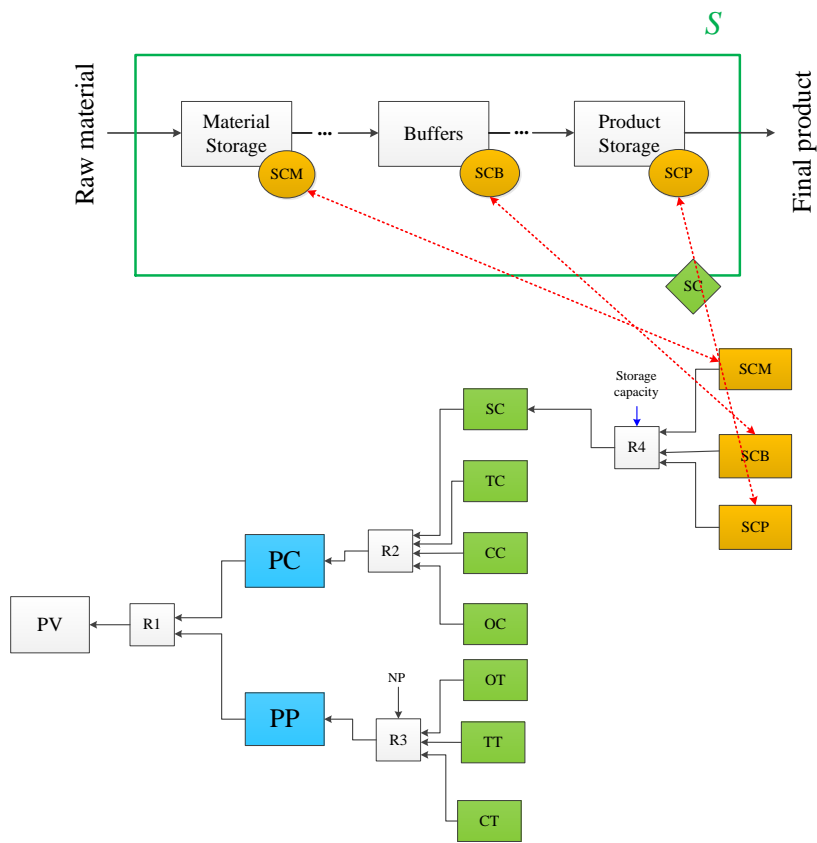 S
Raw material
Material
Storage
...
Buffers
...
Product
Storage
Final product
SCM
SCB
SCP
SC
SCM
Storage
capacity
SC
R4
SCB
TC
SCP
R2
PC
CC
PV
R1
OC
NP
OT
PP
R3
TT
CT